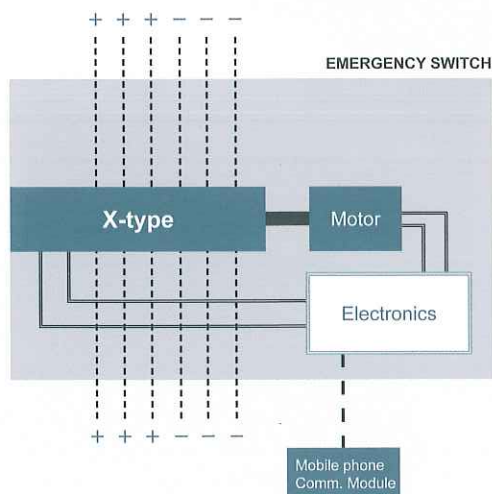 + + + − − −
EMERGENCY SWITCH
X-type
Motor
Electronics
+ + + − − −
Mobile phone
Comm. Module